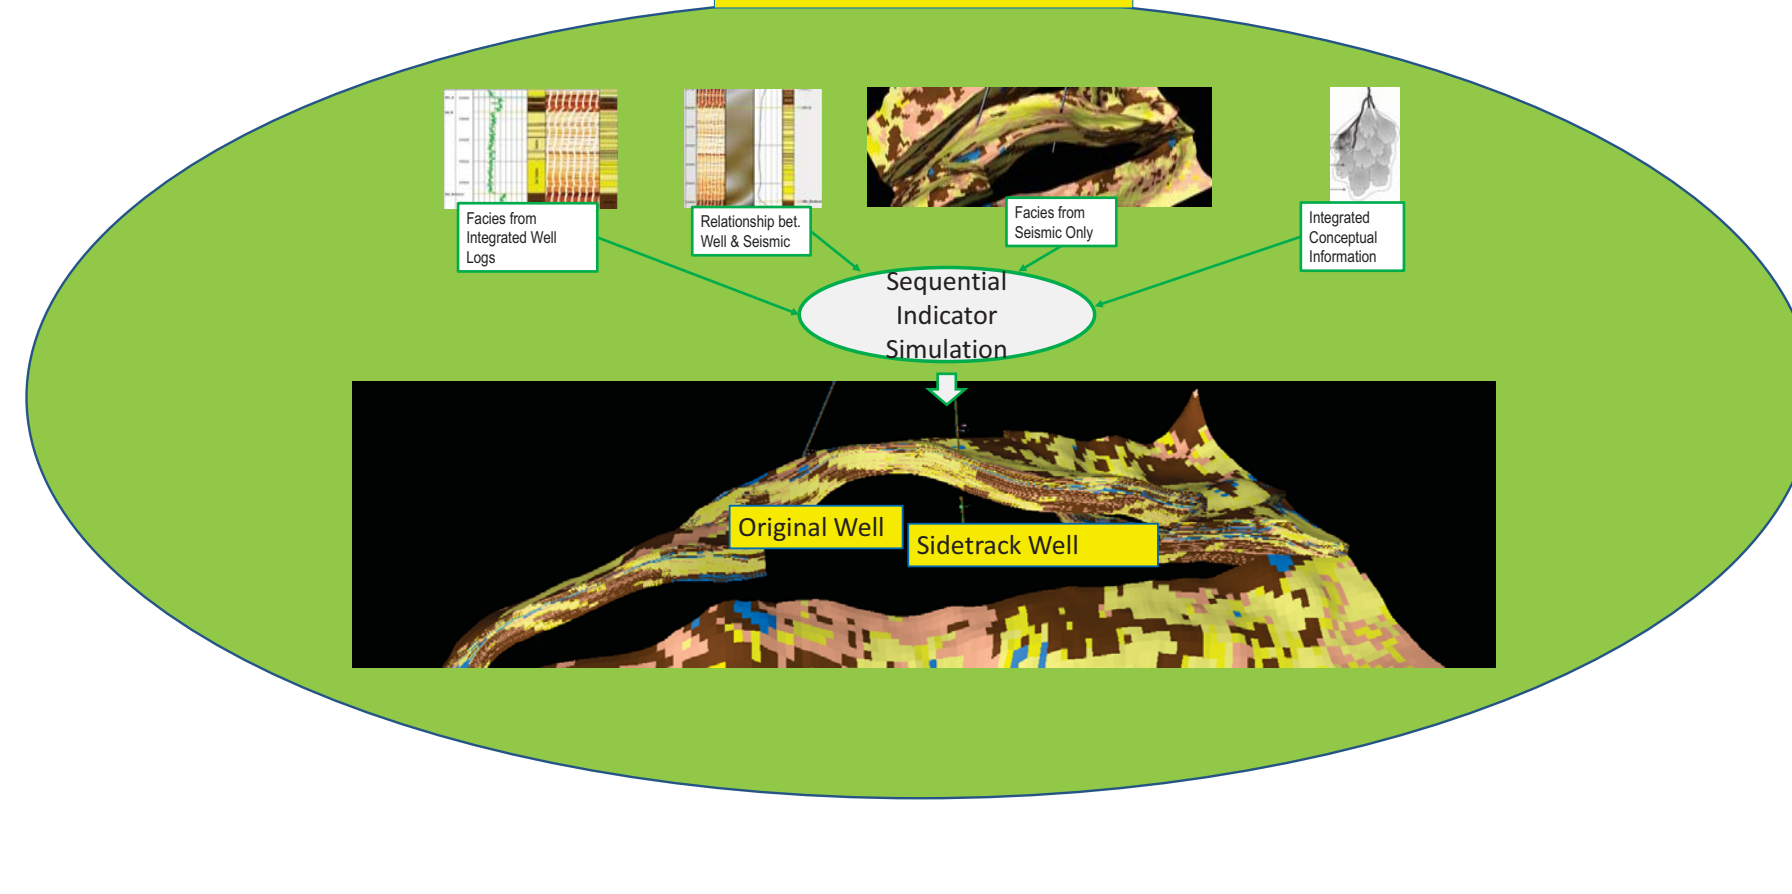 Facies from
Integrated Well
Logs
Relationship bet.
Well & Seismic
Facies from
Seismic Only
Integrated
Conceptual
Information
Sequential
Indicator
Simulation
Original Well
Sidetrack Well